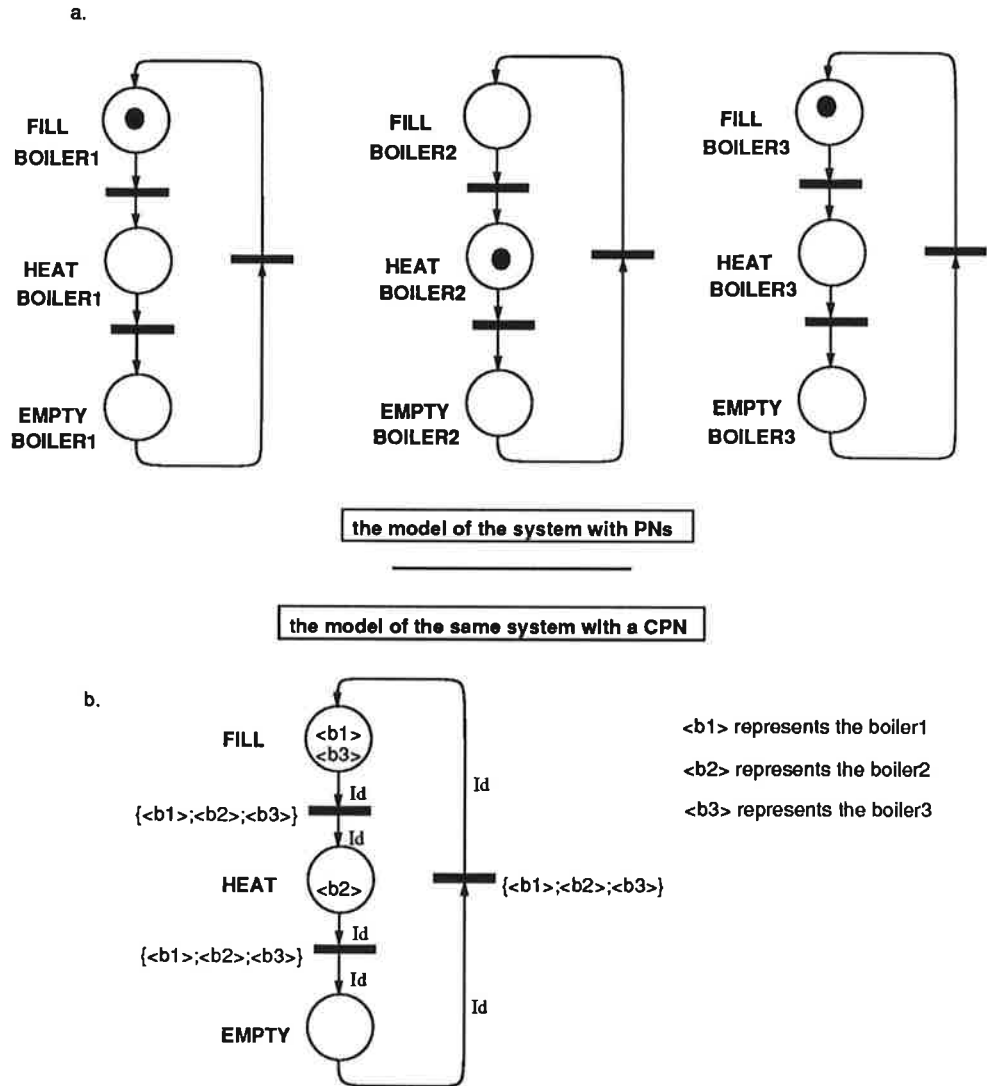 a.
FILL
BOILER1
FILL
BOILER2
FILL
BOILER3
HEAT
BOILER1
HEAT
BOILER2
HEAT
BOILER3
EMPTY
BOILER1
EMPTY
BOILER2
EMPTY
BOILER3
the model of the system with PNs
the model of the same system with a CPN
b.
FILL
<b1>
<b3>
<b1> represents the boiler1
<b2> represents the boiler2
<b3> represents the boiler3
Id
Id
{<b1>;<b2>;<b3>}
Id
HEAT
<b2>
{<b1>;<b2>;<b3>}
Id
{<b1>;<b2>;<b3>}
Id
Id
EMPTY